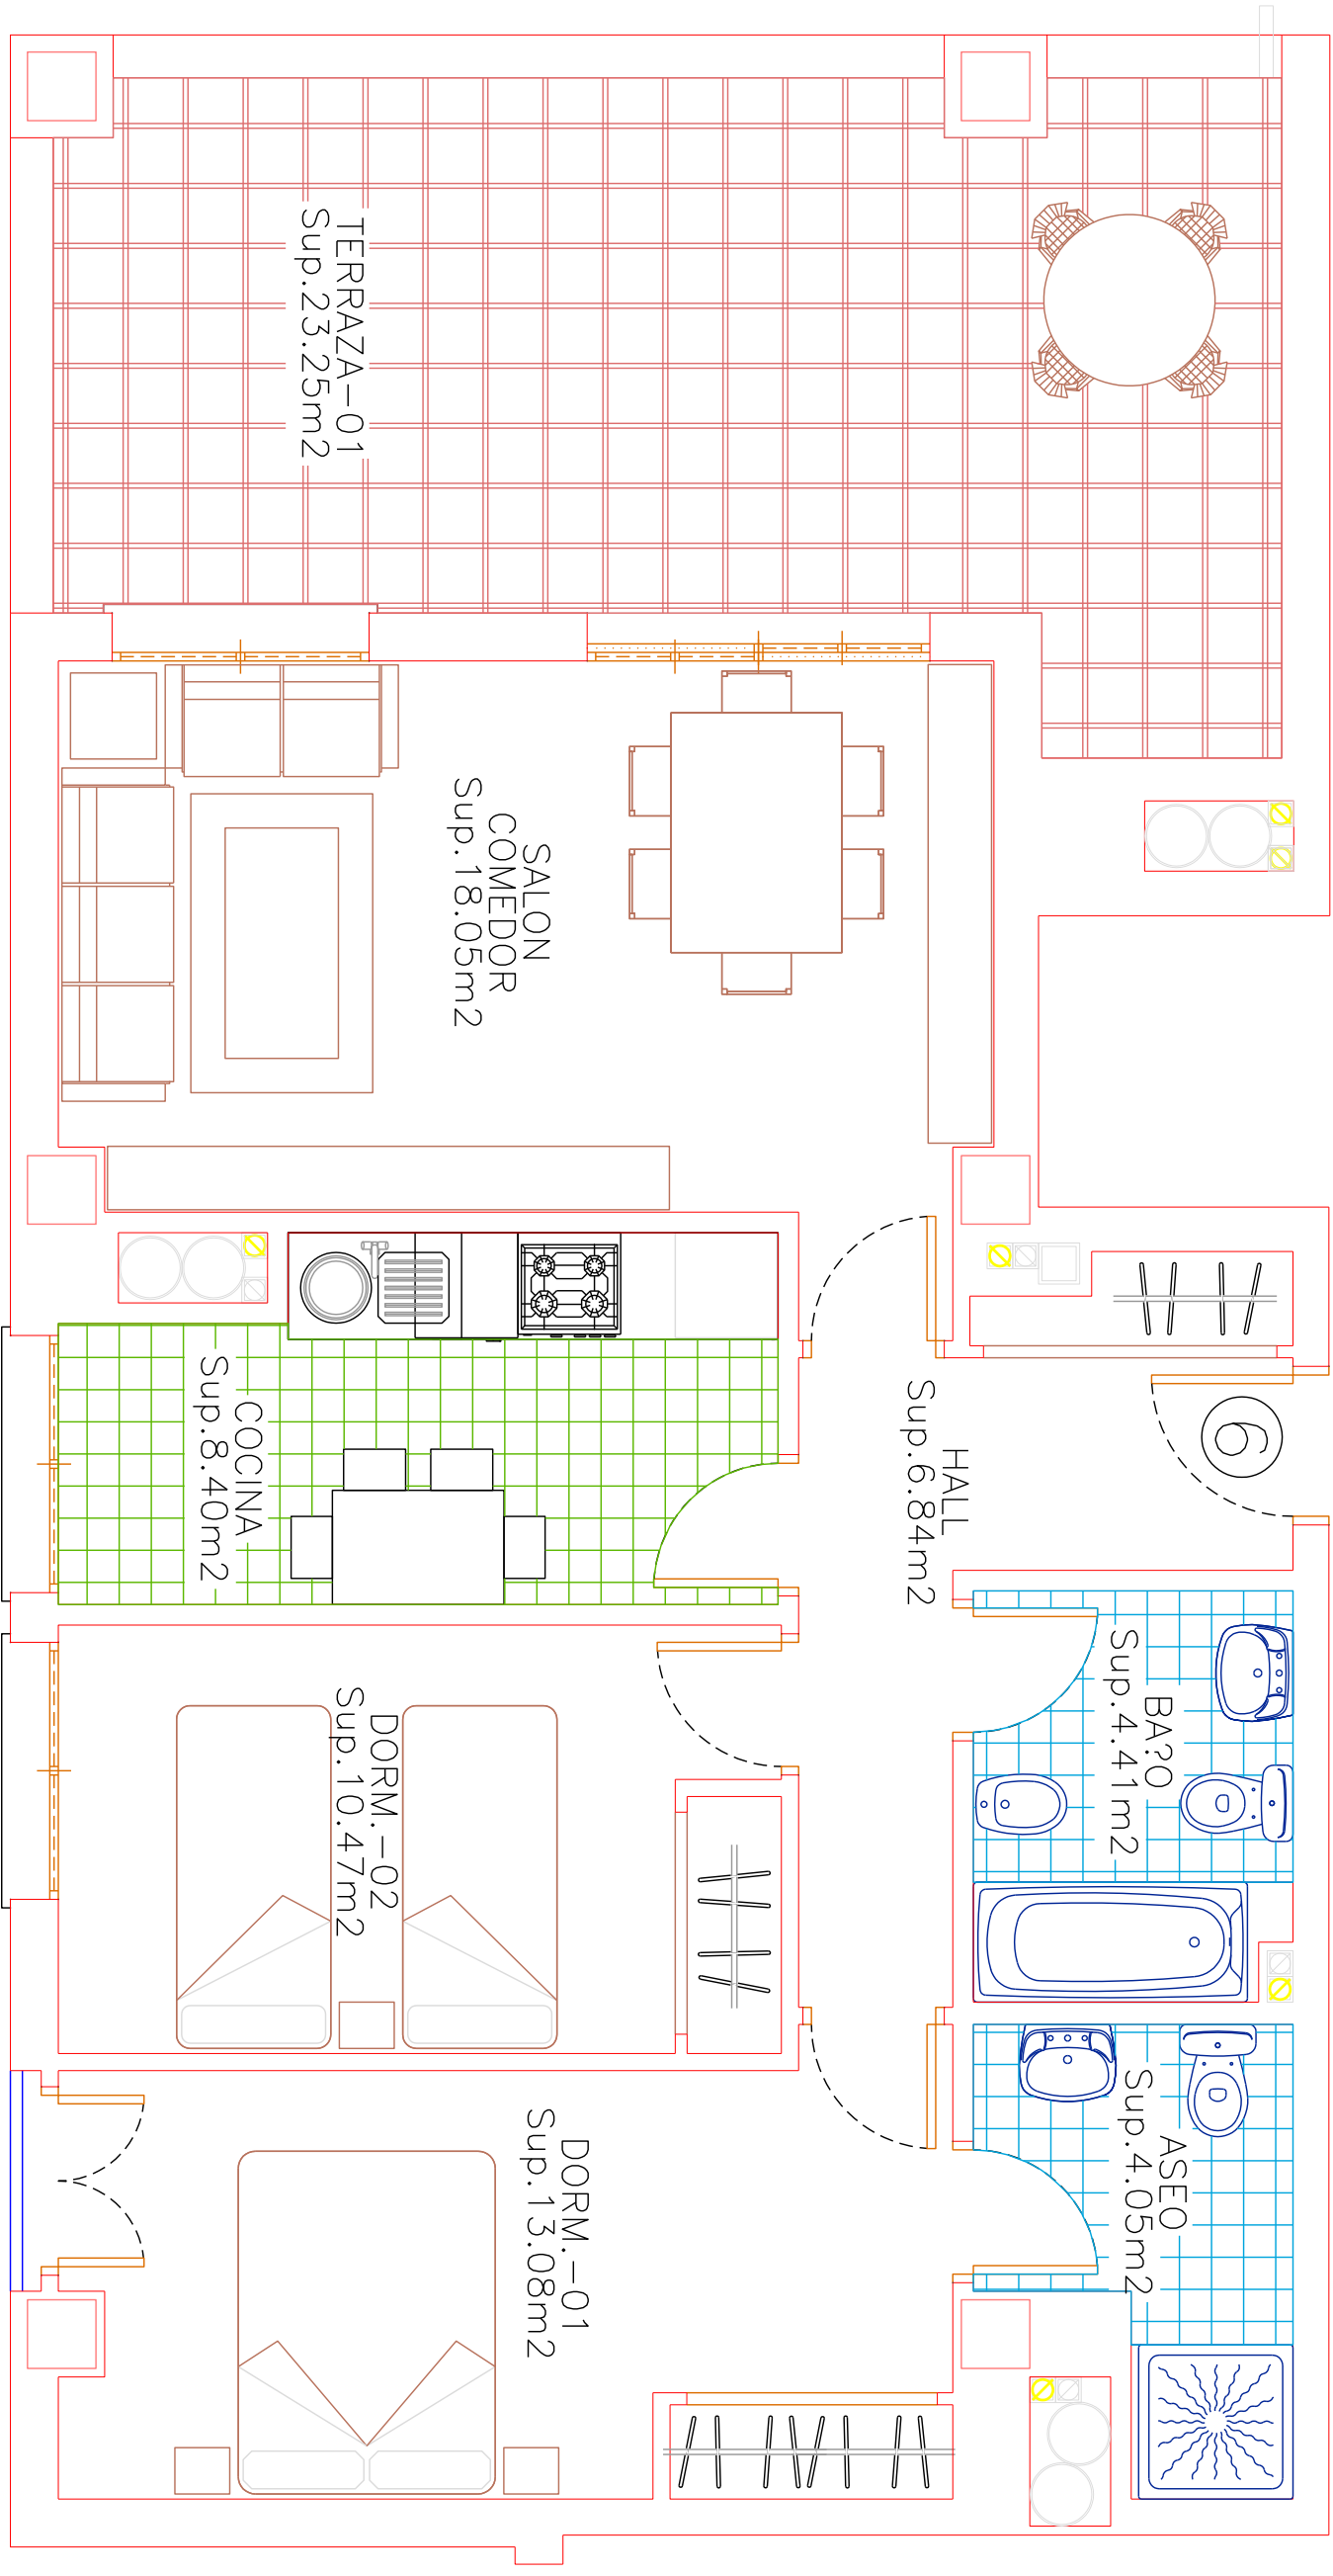 TERRAZA-01
Sup.23.25m2
SALON
COMEDOR
Sup.18.05m2
HALL
Sup.6.84m2
6
COCINA
Sup.8.40m2
BA?O
Sup.4.41m2
DORM.-02
Sup.10.47m2
ASEO
Sup.4.05m2
DORM.-01
Sup.13.08m2